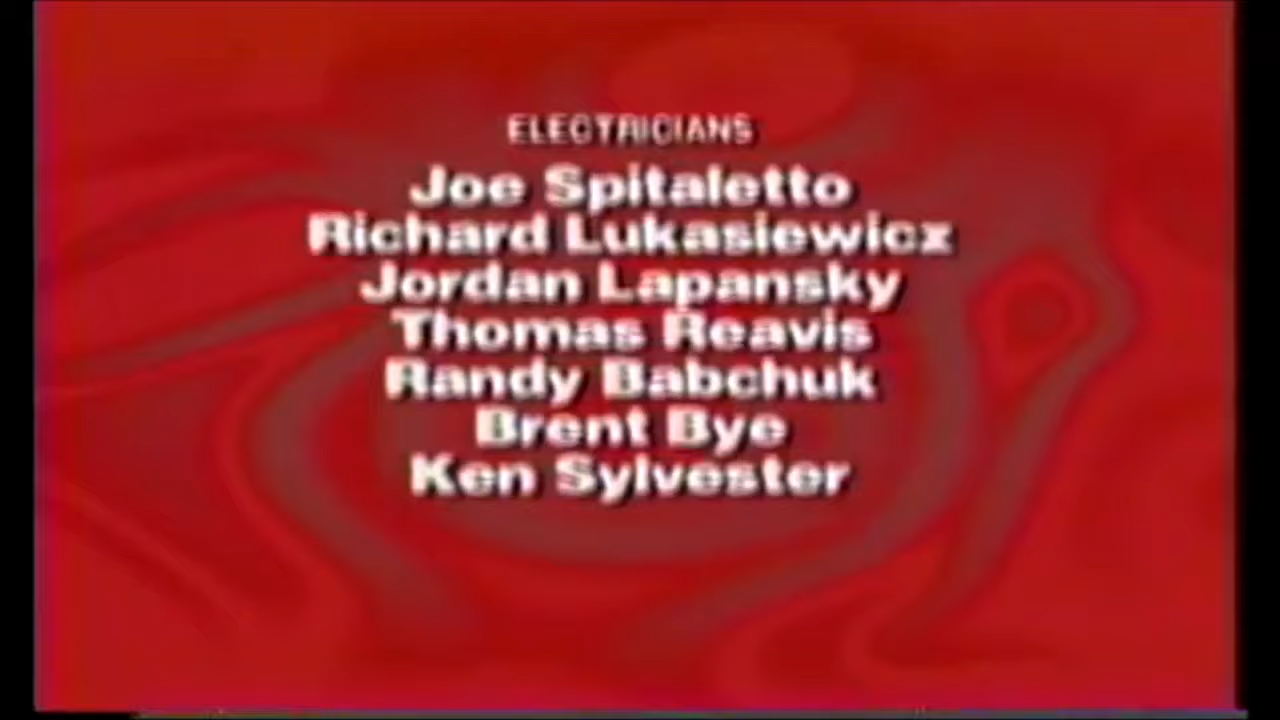 ELECTRICIANS
Joe Spitaletto
Richard Lukasiewicz
Jordan Lapansky
Thomas Reavis
Randy Babchuk
Brent Bye
Ken Sylvester